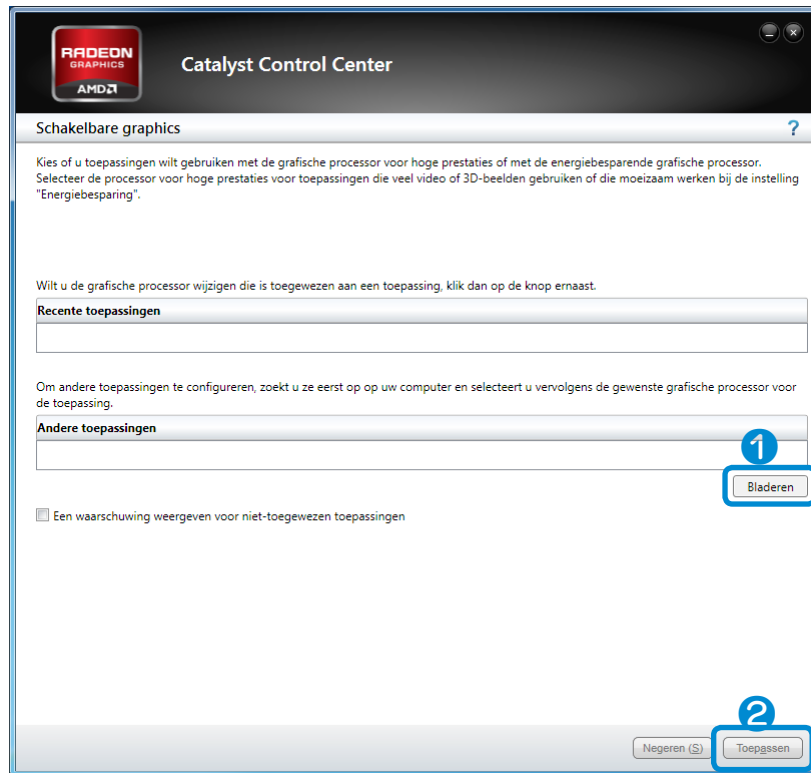 RADEON
GRAPHICS
AMD
Catalyst Control Center
Schakelbare graphics
?
Kies of u toepassingen wilt gebruiken met de grafische processor voor hoge prestaties of met de energiebesparende grafische processor.
Selecteer de processor voor hoge prestaties voor toepassingen die veel video of 3D-beelden gebruiken of die moeizaam werken bij de instelling
"Energiebesparing".
Wilt u de grafische processor wijzigen die is toegewezen aan een toepassing, klik dan op de knop ernaast.
Recente toepassingen
Om andere toepassingen te configureren, zoekt u ze eerst op op uw computer en selecteert u vervolgens de gewenste grafische processor voor
de toepassing.
Andere toepassingen
1
Bladeren
Een waarschuwing weergeven voor niet-toegewezen toepassingen
2
Negeren (S)
Toepassen